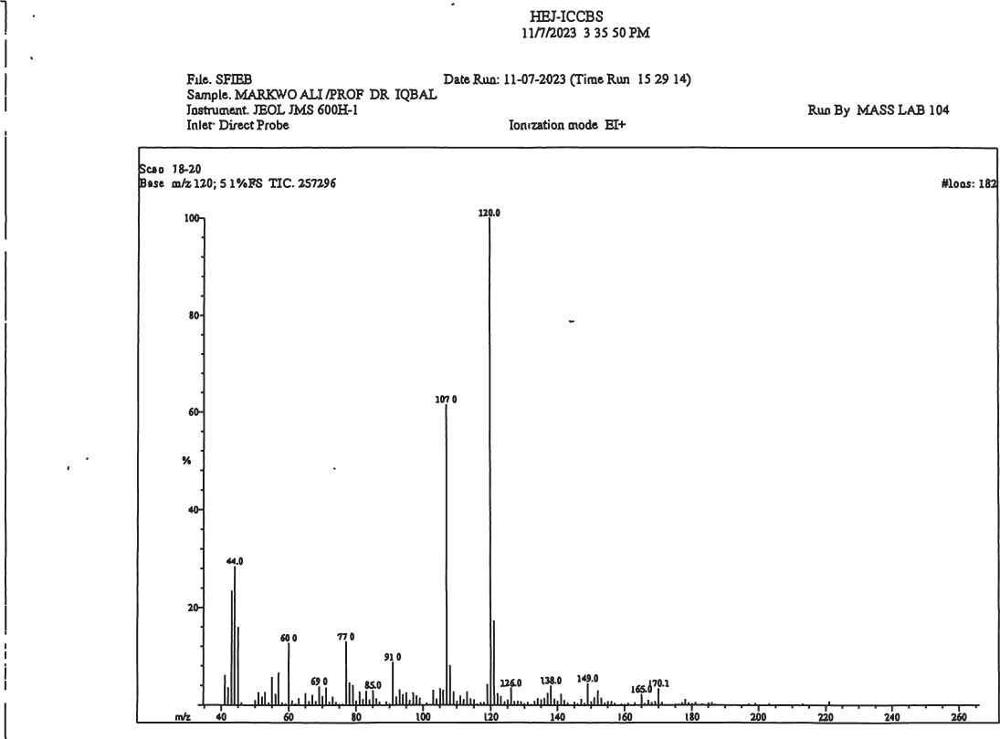 HEJ-ICCBS
11/7/2023 3 35 50 PM
File. SFIEB Date Run: 11-07-2023 (Time Run 15 29 14)
Sample. MARKWO ALI /PROF DR IQBAL
Instrument. JEOL JMS 600H-1 Run By MASS LAB 104
Inlet Direct Probe Ionization mode EI+
Scan 18-20
Base m/z 120; 5 1%FS TIC. 257296 #Ions: 182
100 120.0
80
107 0
60
%
40
44.0
20
60 0 77 0
91 0
69 0 85.0 126.0 138.0 149.0 165.0 170.1
m/z 40 60 80 100 120 140 160 180 200 220 240 260